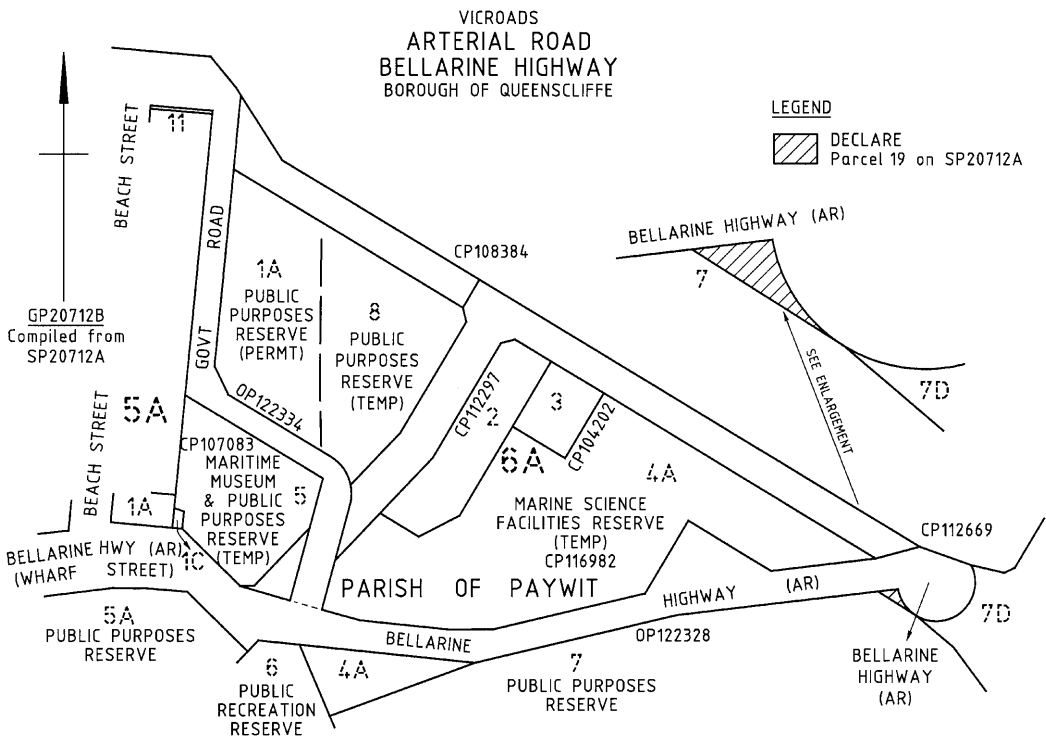 VICROADS
ARTERIAL ROAD
BELLARINE HIGHWAY
BOROUGH OF QUEENSCLIFFE
LEGEND
DECLARE
Parcel 19 on SP20712A
BEACH STREET
11
GOVT ROAD
CP108384
BELLARINE HIGHWAY (AR)
7
7D
SEE ENLARGEMENT
GP20712B
Compiled from
SP20712A
1A
PUBLIC
PURPOSES
RESERVE
(PERMT)
8
PUBLIC
PURPOSES
RESERVE
(TEMP)
OP122334
5A
BEACH STREET
CP107083
MARITIME
MUSEUM
& PUBLIC
PURPOSES
RESERVE
(TEMP)
5
CP112297
2
3
CP104202
6A
4A
MARINE SCIENCE
FACILITIES RESERVE
(TEMP)
CP116982
1A
1C
BELLARINE HWY (AR)
(WHARF STREET)
PARISH OF PAYWIT
BELLARINE HIGHWAY (AR)
CP112669
7D
OP122328
BELLARINE
HIGHWAY
(AR)
5A
PUBLIC PURPOSES
RESERVE
6
PUBLIC
RECREATION
RESERVE
4A
7
PUBLIC PURPOSES
RESERVE